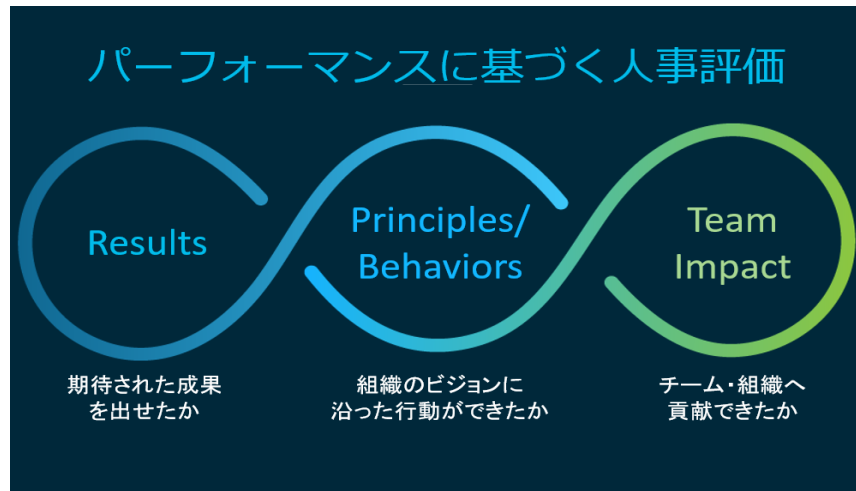 パーフォーマンスに基づく人事評価
Results
Principles/
Behaviors
Team
Impact
期待された成果
を出せたか
組織のビジョンに
沿った行動ができたか
チーム・組織へ
貢献できたか